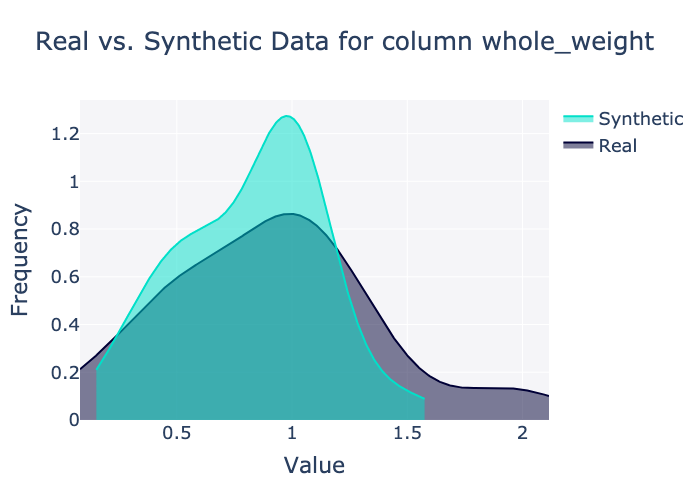 Real vs. Synthetic Data for column whole_weight
Synthetic
Real
Frequency
1.2
1
0.8
0.6
0.4
0.2
0
0.5
1
1.5
2
Value